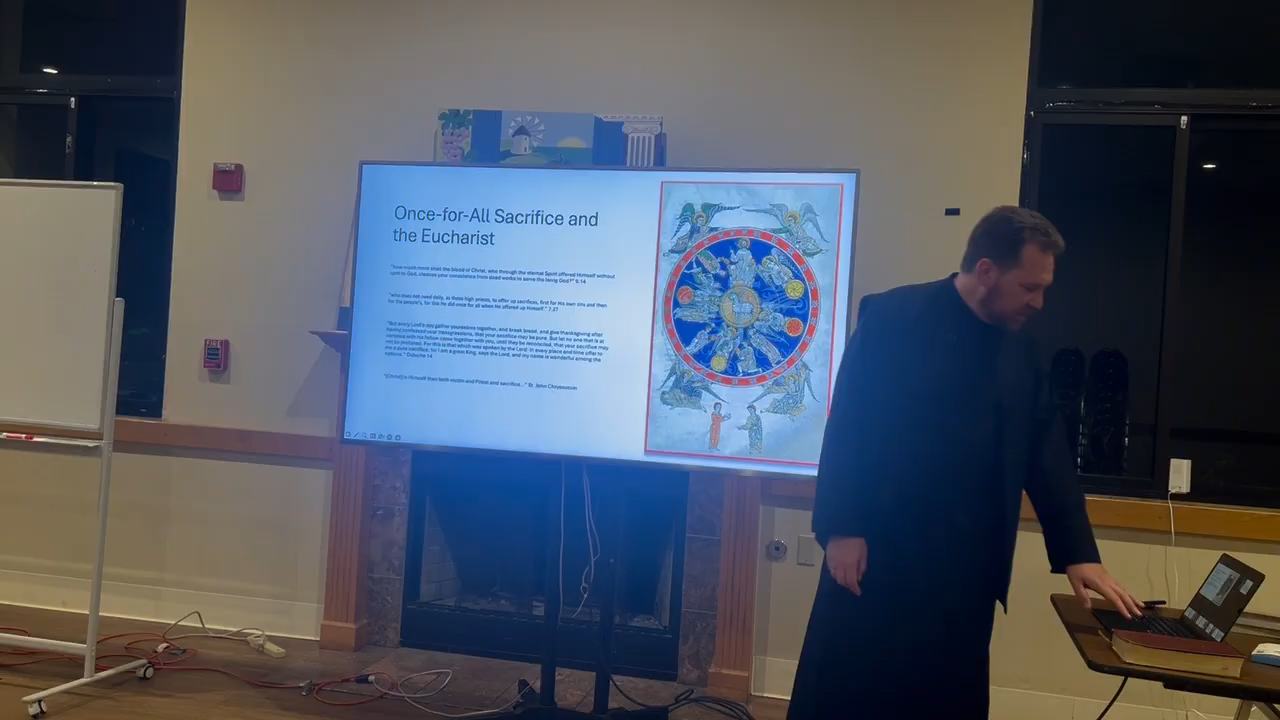 Once-for-All Sacrifice and
the Eucharist
"how much more shall the blood of Christ, who through the eternal Spirit offered Himself without
spot to God, cleanse your conscience from dead works to serve the living God?" 9:14
"who does not need daily, as those high priests, to offer up sacrifices, first for His own sins and then
for the people's, for this He did once for all when He offered up Himself." 7:27
"But every Lord's day gather yourselves together, and break bread, and give thanksgiving after
having confessed your transgressions, that your sacrifice may be pure. But let no one that is at
variance with his fellow come together with you, until they be reconciled, that your sacrifice may
not be profaned. For this is that which was spoken by the Lord: In every place and time offer to
me a pure sacrifice; for I am a great King, says the Lord, and my name is wonderful among the
nations." Didache 14
"[Christ] is Himself then both victim and Priest and sacrifice..." St. John Chrysostom
FIRE